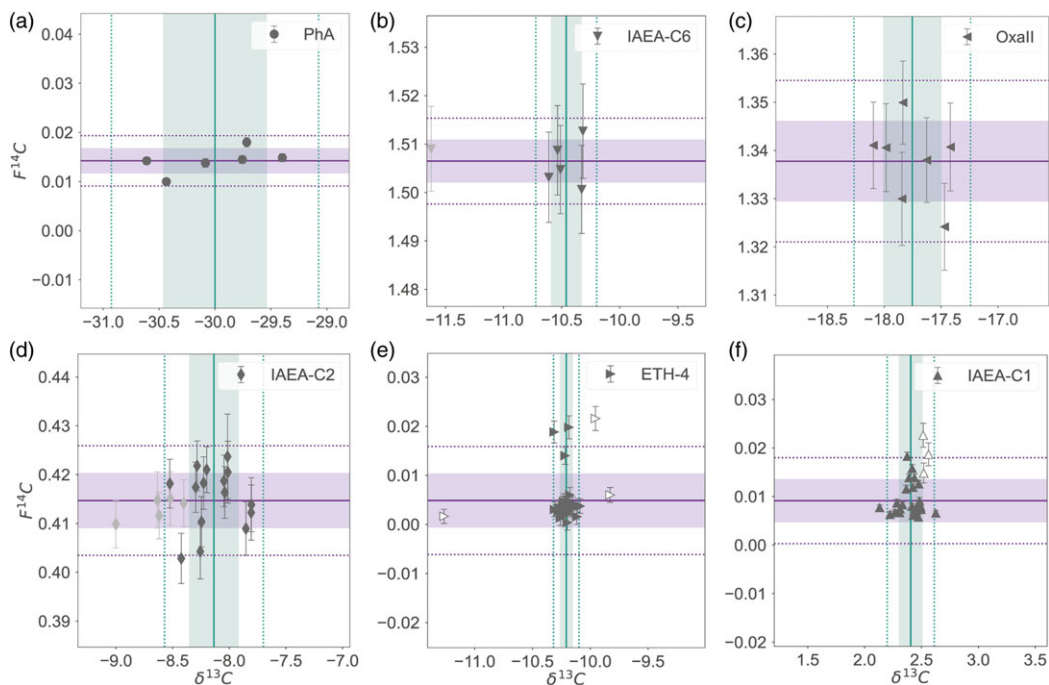 (a)
PhA
0.04
0.03
0.02
0.01
0.00
−0.01
F¹⁴C
−31.0 −30.5 −30.0 −29.5 −29.0
(b)
IAEA-C6
1.53
1.52
1.51
1.50
1.49
1.48
−11.5 −11.0 −10.5 −10.0 −9.5
(c)
OxaII
1.36
1.35
1.34
1.33
1.32
1.31
−18.5 −18.0 −17.5 −17.0
(d)
IAEA-C2
0.44
0.43
0.42
0.41
0.40
0.39
F¹⁴C
−9.0 −8.5 −8.0 −7.5 −7.0
δ¹³C
(e)
ETH-4
0.03
0.02
0.01
0.00
−0.01
−0.02
−11.0 −10.5 −10.0 −9.5
δ¹³C
(f)
IAEA-C1
0.03
0.02
0.01
0.00
−0.01
−0.02
1.5 2.0 2.5 3.0 3.5
δ¹³C